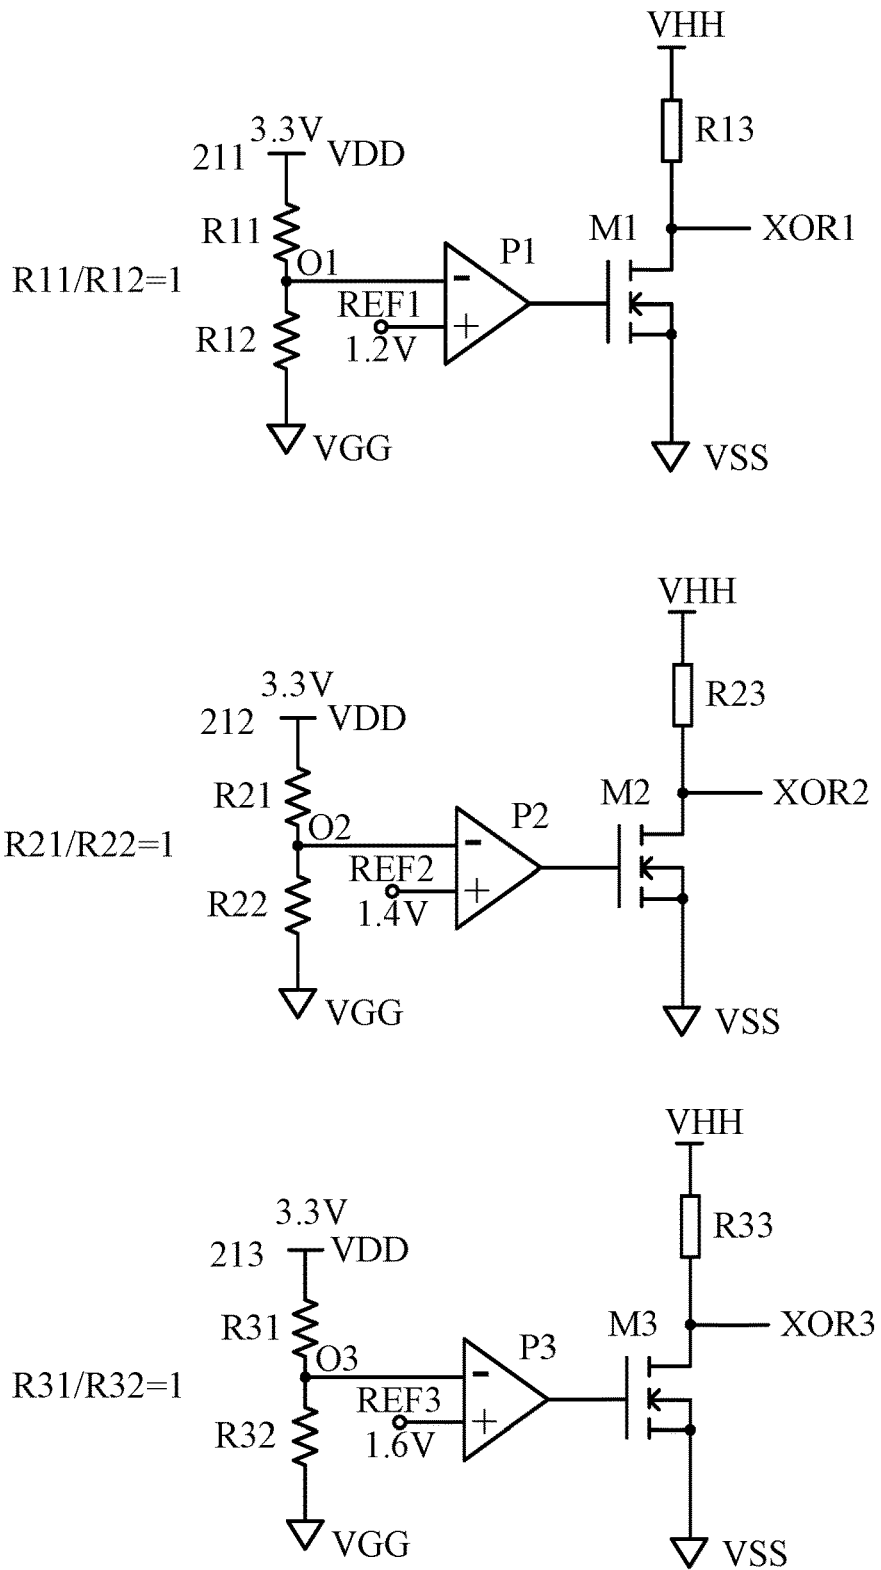 VHH
R13
3.3V
211 VDD
R11
M1
XOR1
P1
O1
-
R11/R12=1
REF1
+
R12
1.2V
VGG
VSS
VHH
R23
3.3V
212 VDD
R21
M2
XOR2
P2
O2
-
R21/R22=1
REF2
+
R22
1.4V
VGG
VSS
VHH
R33
3.3V
213 VDD
R31
M3
XOR3
P3
O3
-
R31/R32=1
REF3
+
R32
1.6V
VGG
VSS